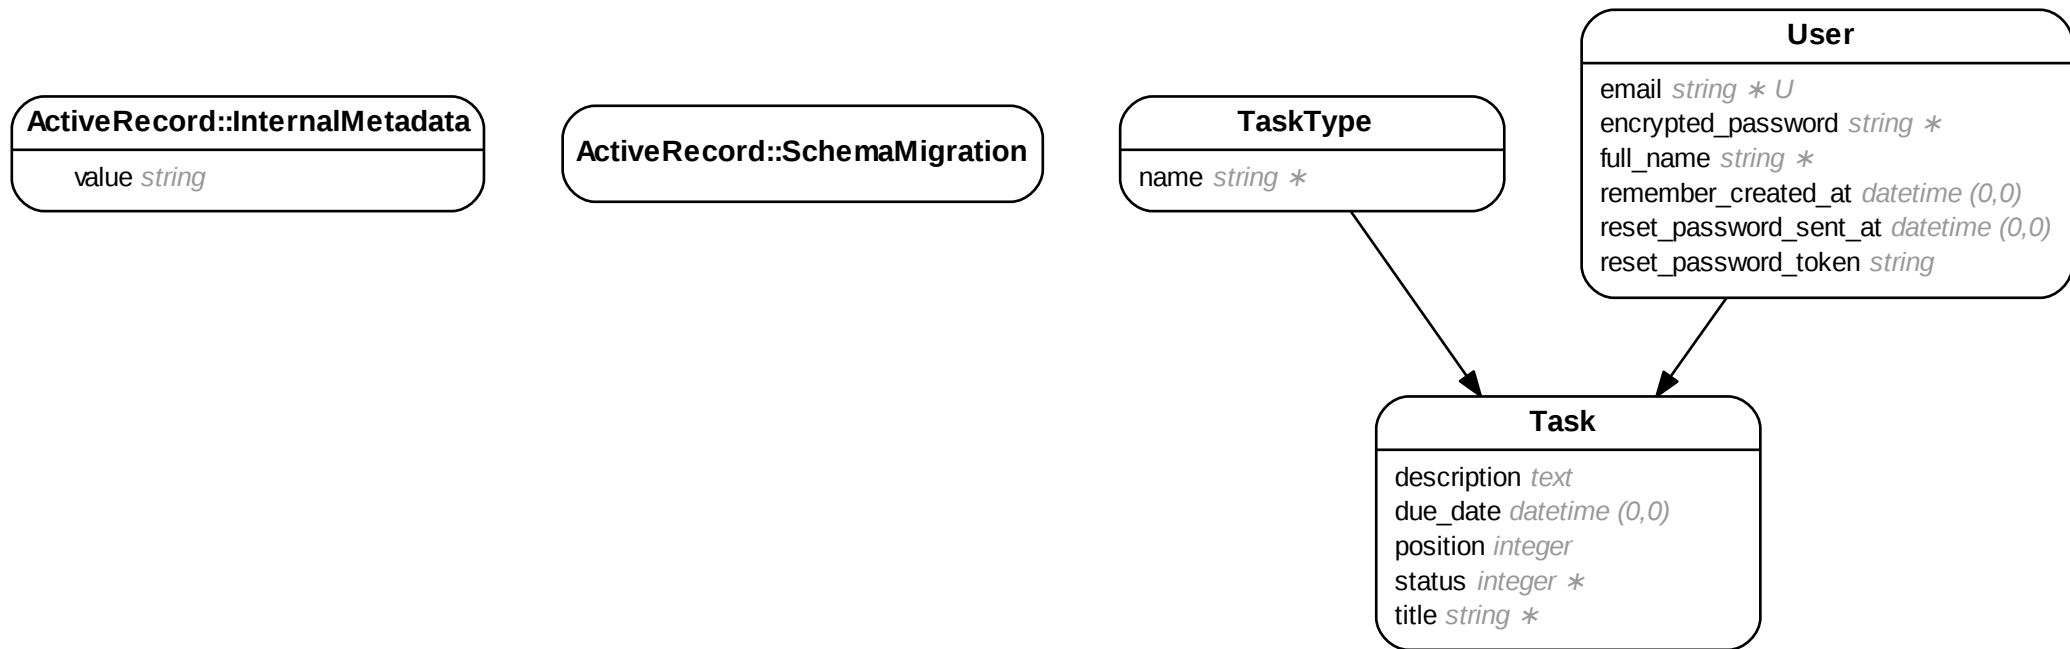 ActiveRecord::InternalMetadata
value string
ActiveRecord::SchemaMigration
TaskType
name string ∗
User
email string ∗ U
encrypted_password string ∗
full_name string ∗
remember_created_at datetime (0,0)
reset_password_sent_at datetime (0,0)
reset_password_token string
Task
description text
due_date datetime (0,0)
position integer
status integer ∗
title string ∗